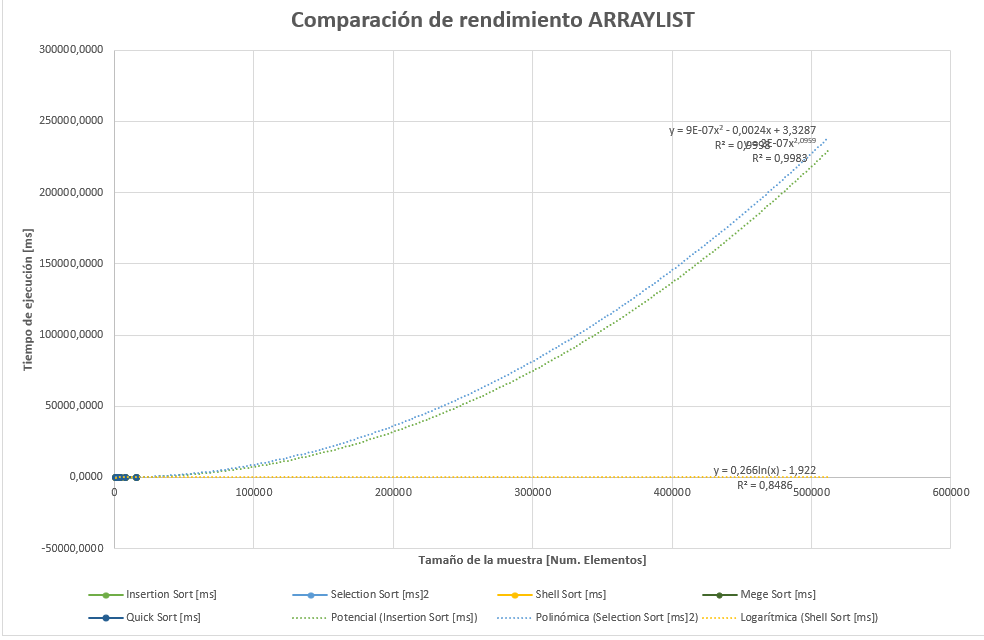 Comparación de rendimiento ARRAYLIST
300000,0000
250000,0000
200000,0000
150000,0000
100000,0000
50000,0000
0,0000
-50000,0000
Tiempo de ejecución [ms]
y = 9E-07x² - 0,0024x + 3,3287
R² = 0,9998
E-07x^2,0959
R² = 0,9983
y = 0,266ln(x) - 1,922
R² = 0,8486
0
100000
200000
300000
400000
500000
600000
Tamaño de la muestra [Num. Elementos]
Insertion Sort [ms]
Selection Sort [ms]2
Shell Sort [ms]
Mege Sort [ms]
Quick Sort [ms]
Potencial (Insertion Sort [ms])
Polinómica (Selection Sort [ms]2)
Logarítmica (Shell Sort [ms])